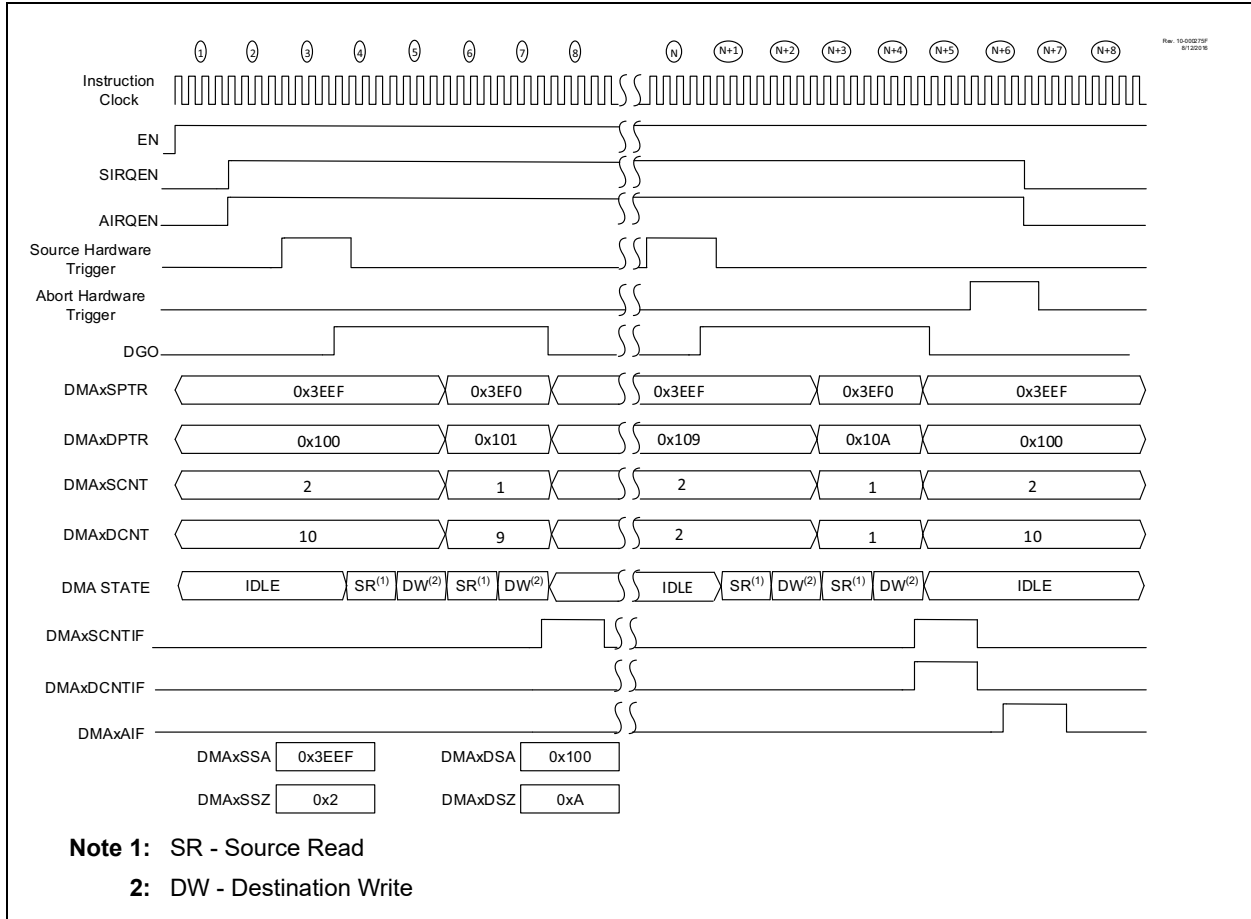 1 2 3 4 5 6 7 8 N N+1 N+2 N+3 N+4 N+5 N+6 N+7 N+8
Rev. 10-000275F
8/12/2016
Instruction
Clock
EN
SIRQEN
AIRQEN
Source Hardware
Trigger
Abort Hardware
Trigger
DGO
DMAxSPTR 0x3EEF 0x3EF0 0x3EEF 0x3EF0 0x3EEF
DMAxDPTR 0x100 0x101 0x109 0x10A 0x100
DMAxSCNT 2 1 2 1 2
DMAxDCNT 10 9 2 1 10
DMA STATE IDLE SR(1) DW(2) SR(1) DW(2) IDLE SR(1) DW(2) SR(1) DW(2) IDLE
DMAxSCNTIF
DMAxDCNTIF
DMAxAIF
DMAxSSA 0x3EEF DMAxDSA 0x100
DMAxSSZ 0x2 DMAxDSZ 0xA
Note 1: SR - Source Read
2: DW - Destination Write